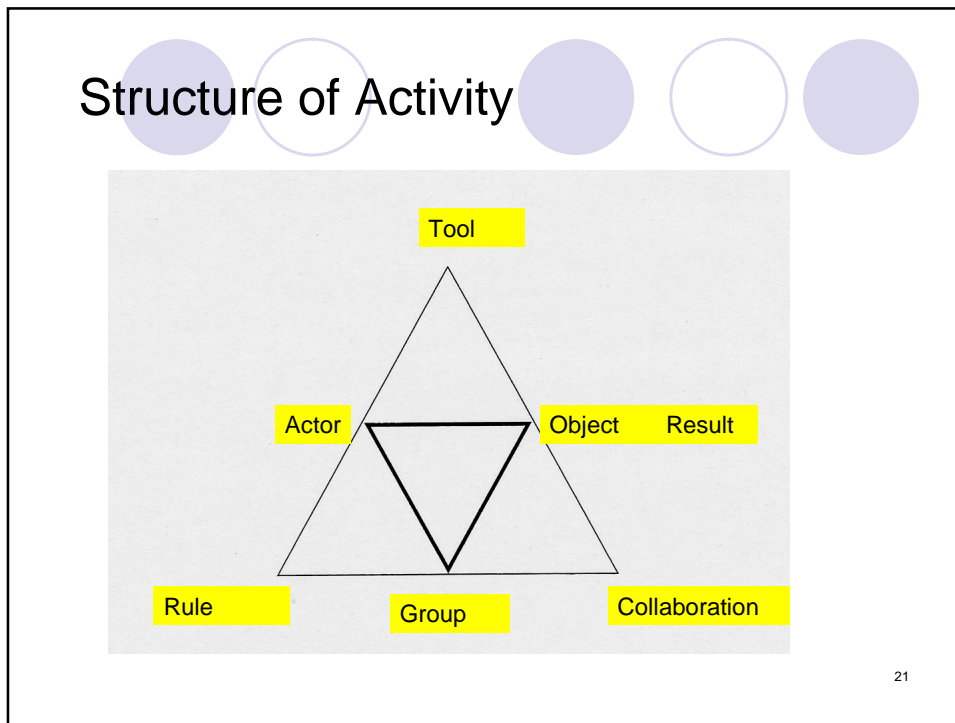 Structure of Activity
Tool
Actor
Object Result
Rule
Group
Collaboration
21